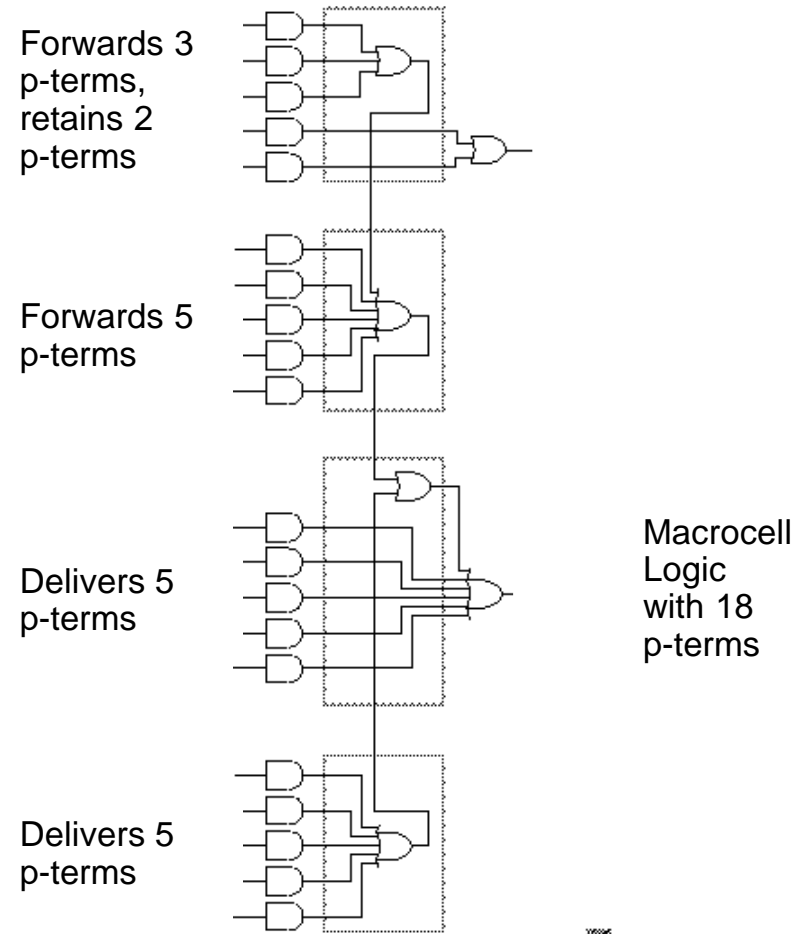 Forwards 3
p-terms,
retains 2
p-terms
Forwards 5
p-terms
Delivers 5
p-terms
Macrocell
Logic
with 18
p-terms
Delivers 5
p-terms